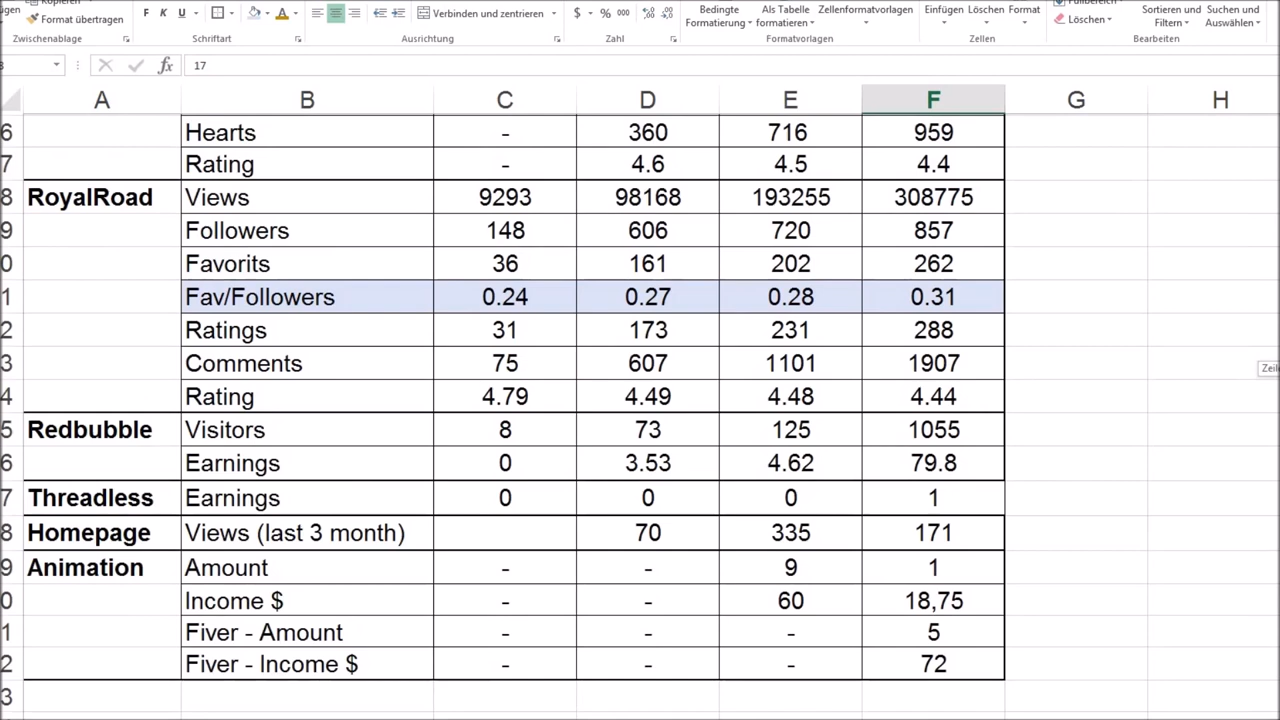 Kopieren
Format übertragen
F K U
Verbinden und zentrieren
$ % 000
Bedingte Formatierung
Als Tabelle formatieren
Zellenformatvorlagen
Einfügen Löschen Format
Löschen
Sortieren und Filtern
Suchen und Auswählen
Zwischenablage Schriftart Ausrichtung Zahl Formatvorlagen Zellen Bearbeiten
fx 17
A B C D E F G H
6 Hearts - 360 716 959
7 Rating - 4.6 4.5 4.4
8 RoyalRoad Views 9293 98168 193255 308775
9 Followers 148 606 720 857
0 Favorits 36 161 202 262
1 Fav/Followers 0.24 0.27 0.28 0.31
2 Ratings 31 173 231 288
3 Comments 75 607 1101 1907
4 Rating 4.79 4.49 4.48 4.44
5 Redbubble Visitors 8 73 125 1055
6 Earnings 0 3.53 4.62 79.8
7 Threadless Earnings 0 0 0 1
8 Homepage Views (last 3 month) 70 335 171
9 Animation Amount - - 9 1
0 Income $ - - 60 18,75
1 Fiver - Amount - - - 5
2 Fiver - Income $ - - - 72
3